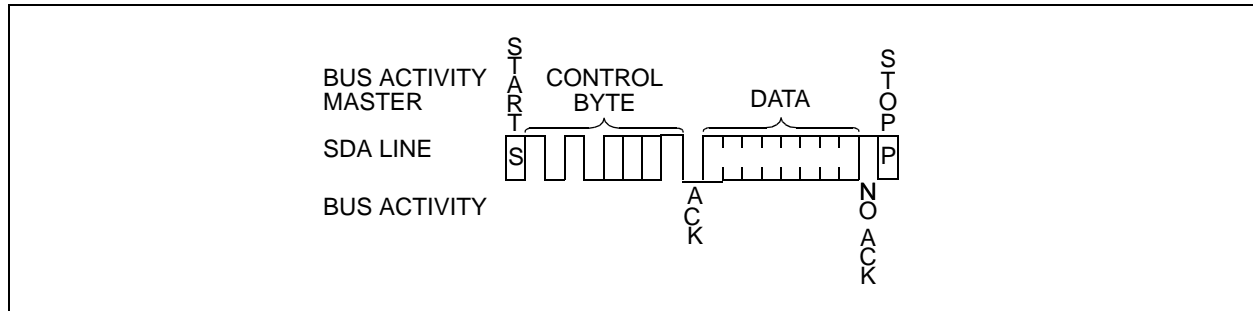 START
BUS ACTIVITY
MASTER
CONTROL
BYTE
DATA
STOP
SDA LINE
S
P
BUS ACTIVITY
ACK
NO ACK